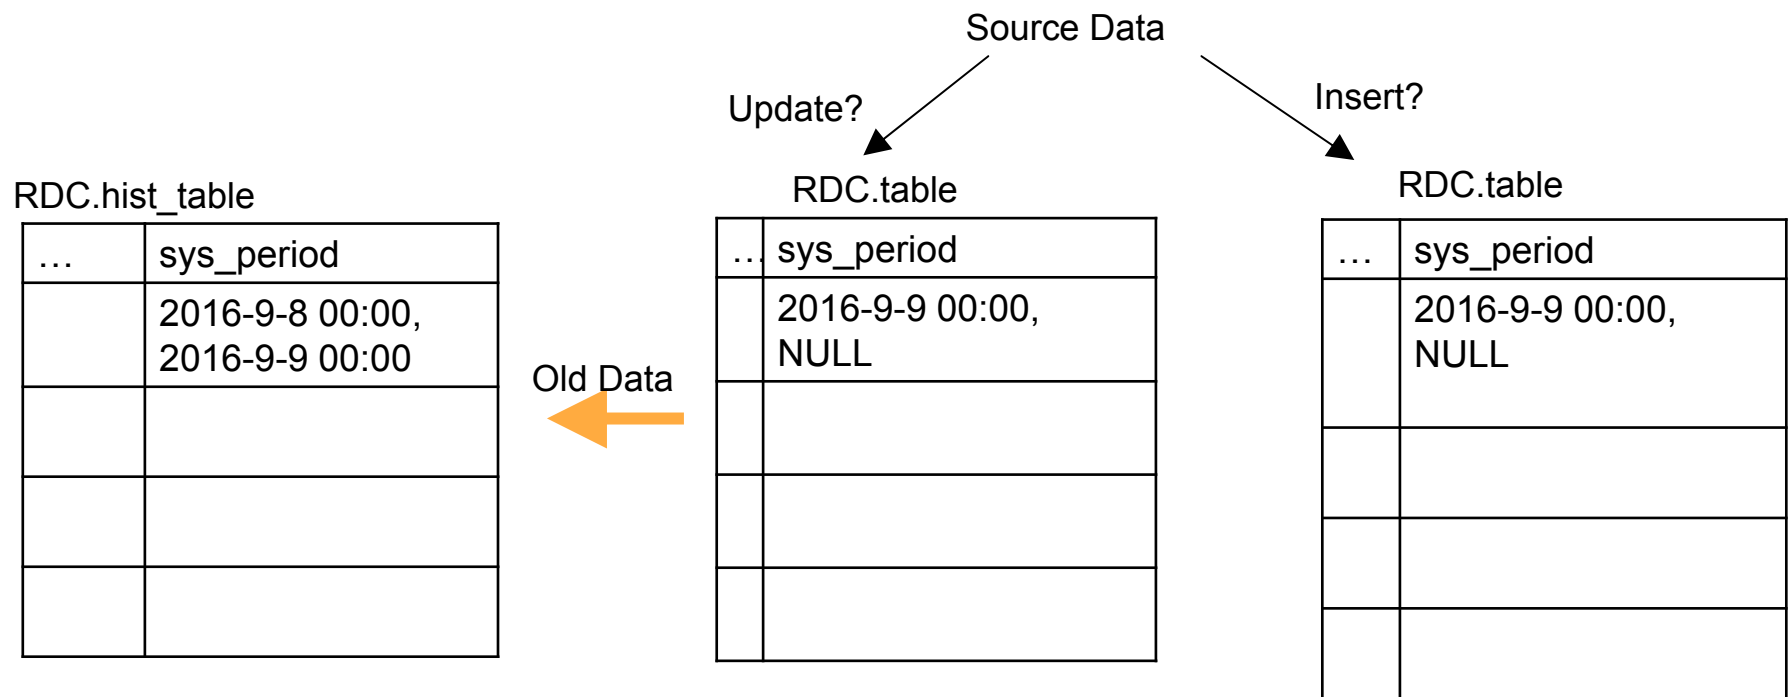 Source Data
Update?
Insert?
RDC.hist_table
RDC.table
RDC.table
… sys_period
… sys_period
… sys_period
2016-9-8 00:00,
2016-9-9 00:00
2016-9-9 00:00,
NULL
2016-9-9 00:00,
NULL
Old Data